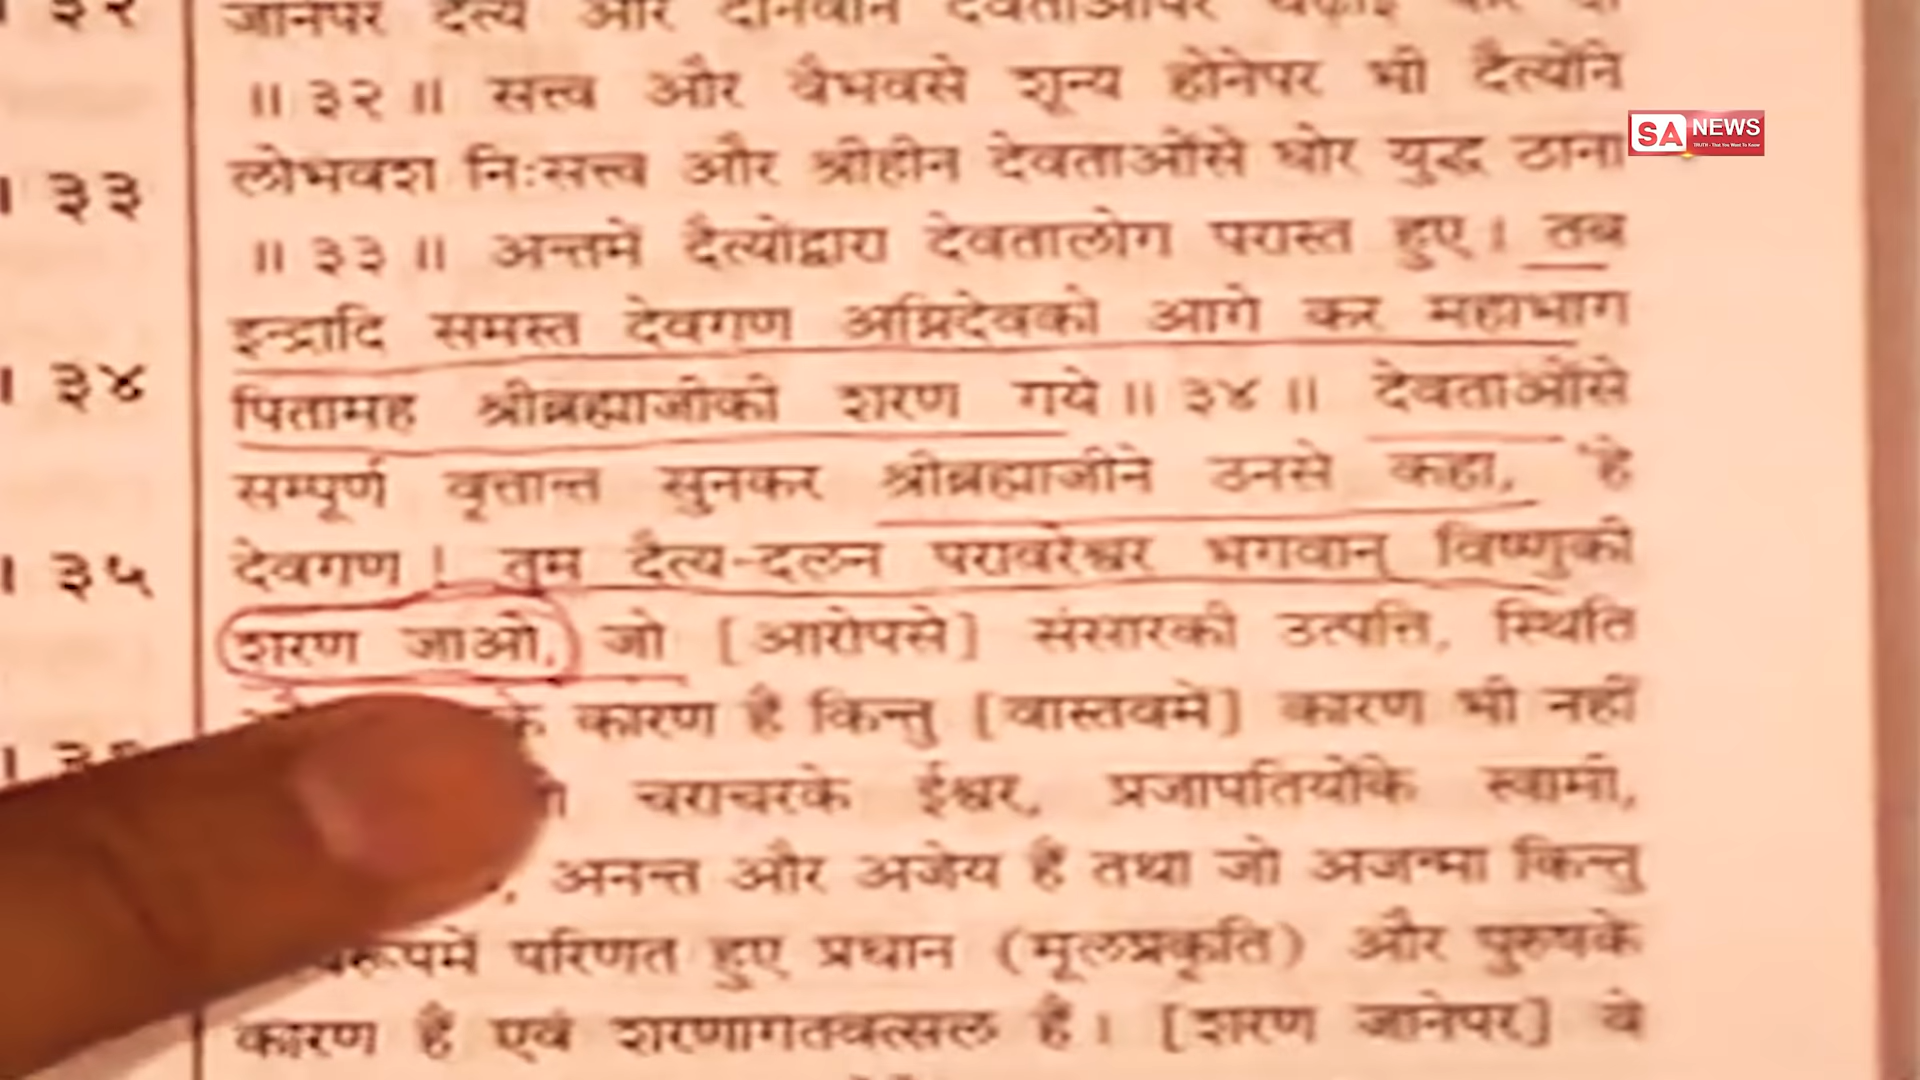 ३२ जानेपर दैत्य और दानवोंने देवताओंपर चढ़ाई कर दी
॥ ३२ ॥ सत्त्व और वैभवसे शून्य होनेपर भी दैत्योंने
। ३३ लोभवश निःसत्त्व और श्रीहीन देवताओंसे घोर युद्ध ठाना
॥ ३३ ॥ अन्तमें दैत्योंद्वारा देवतालोग परास्त हुए। तब
इन्द्रादि समस्त देवगण अग्निदेवको आगे कर महाभाग
। ३४ पितामह श्रीब्रह्माजीकी शरण गये ॥ ३४ ॥ देवताओंसे
सम्पूर्ण वृत्तान्त सुनकर श्रीब्रह्माजीने उनसे कहा, 'हे
। ३५ देवगण ! तुम दैत्य-दलन परावरेश्वर भगवान् विष्णुकी
शरण जाओ, जो [आरोपसे] संसारकी उत्पत्ति, स्थिति
कारण हैं किन्तु [वास्तवमें] कारण भी नहीं
चराचरके ईश्वर, प्रजापतियोंके स्वामी,
, अनन्त और अजेय हैं तथा जो अजन्मा किन्तु
परिणत हुए प्रधान (मूलप्रकृति) और पुरुषके
कारण हैं एवं शरणागतवत्सल हैं। [शरण जानेपर] वे
SA NEWS